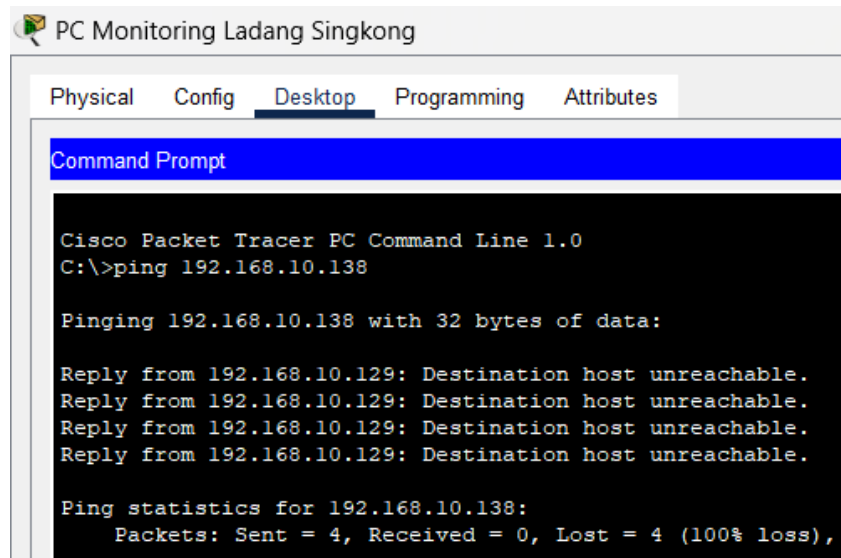 PC Monitoring Ladang Singkong
Physical Config Desktop Programming Attributes
Command Prompt
Cisco Packet Tracer PC Command Line 1.0
C:\>ping 192.168.10.138
Pinging 192.168.10.138 with 32 bytes of data:
Reply from 192.168.10.129: Destination host unreachable.
Reply from 192.168.10.129: Destination host unreachable.
Reply from 192.168.10.129: Destination host unreachable.
Reply from 192.168.10.129: Destination host unreachable.
Ping statistics for 192.168.10.138:
Packets: Sent = 4, Received = 0, Lost = 4 (100% loss),